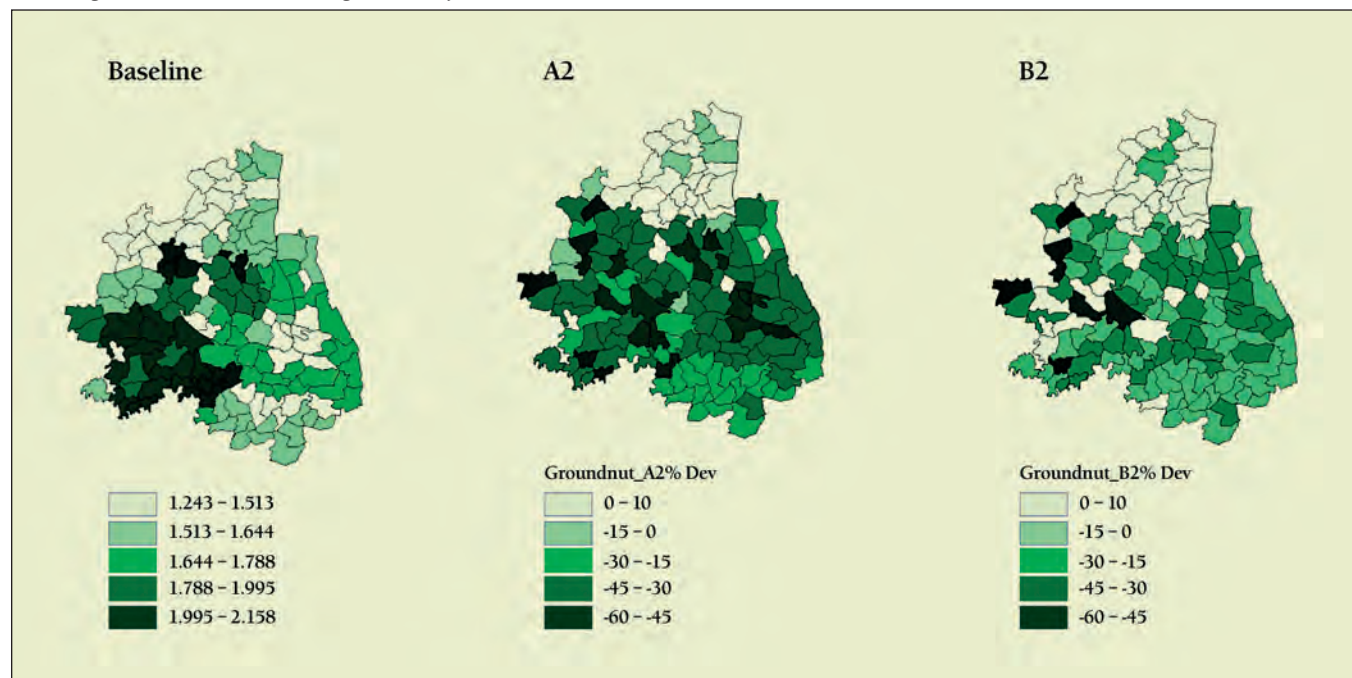 Baseline
A2
B2
1.243 – 1.513
1.513 – 1.644
1.644 – 1.788
1.788 – 1.995
1.995 – 2.158
Groundnut_A2% Dev
0 – 10
-15 – 0
-30 – -15
-45 – -30
-60 – -45
Groundnut_B2% Dev
0 – 10
-15 – 0
-30 – -15
-45 – -30
-60 – -45